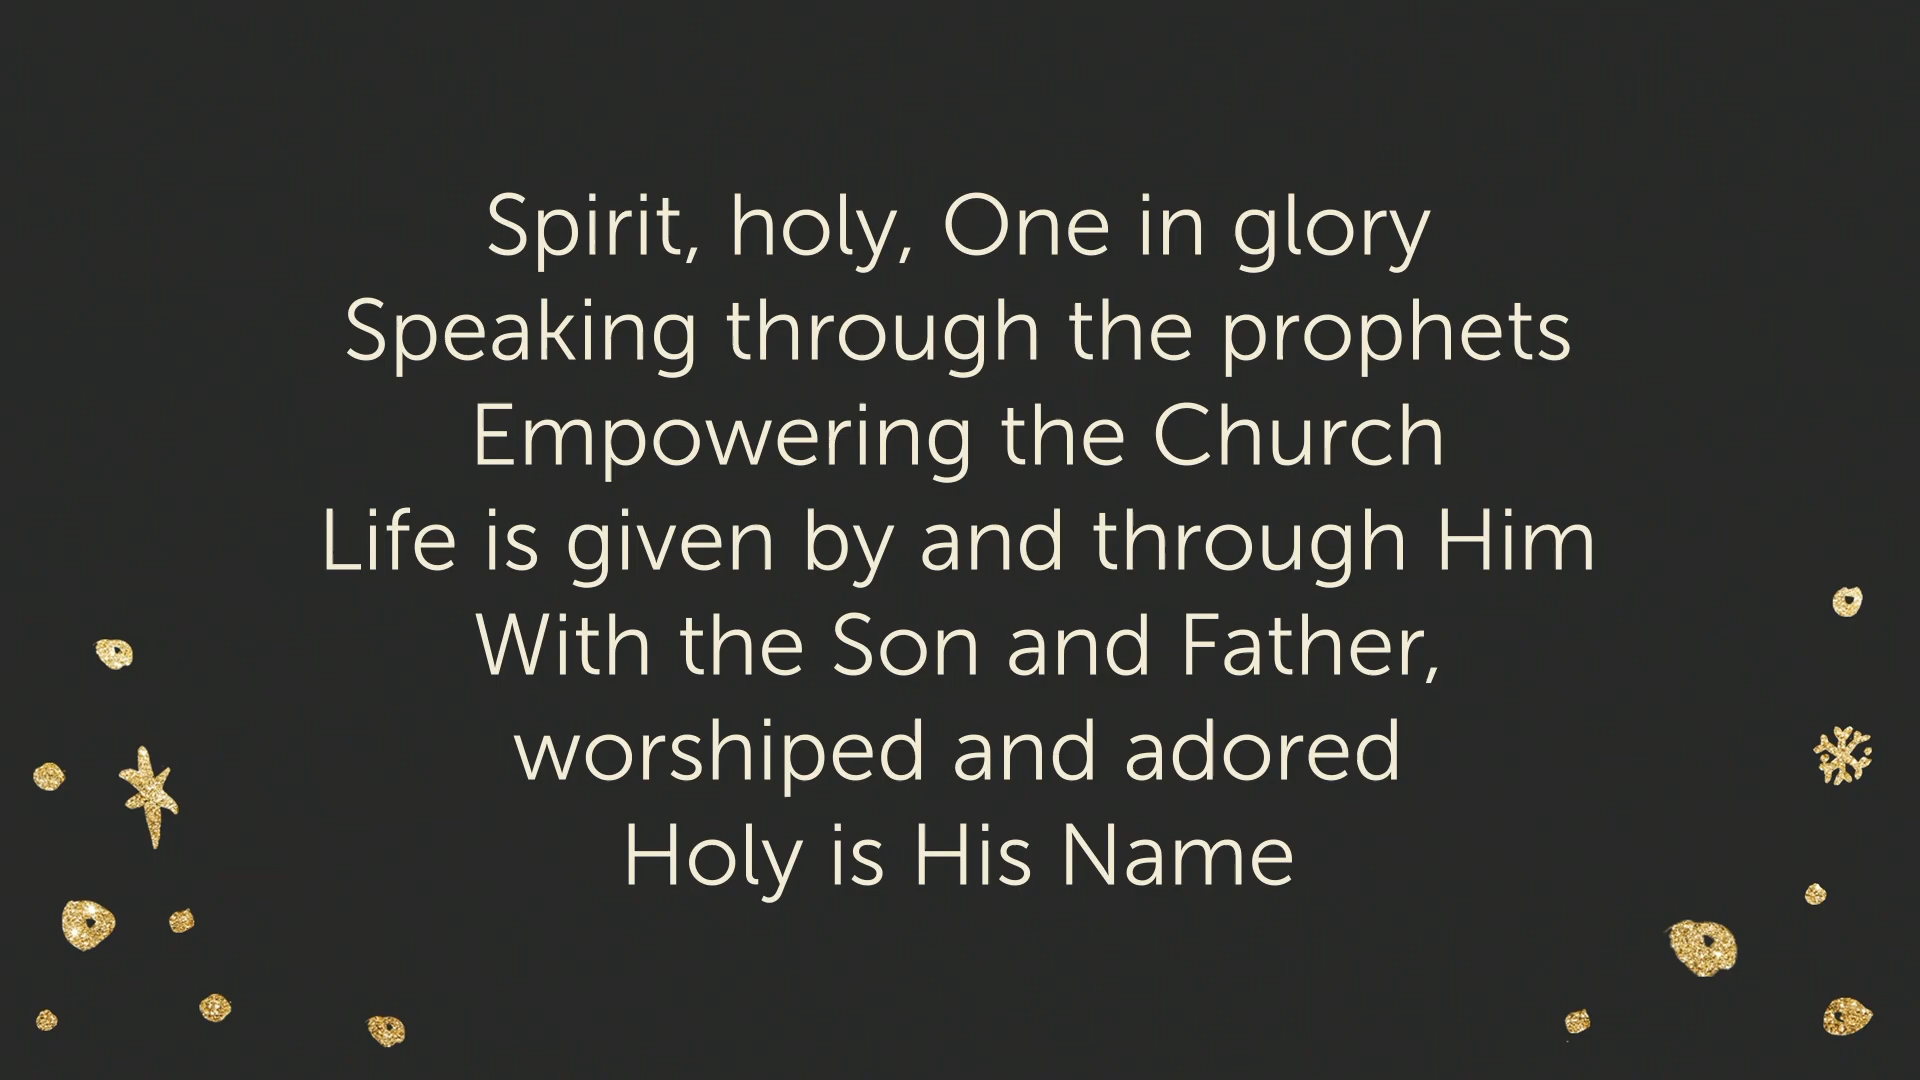 Spirit, holy, One in glory
Speaking through the prophets
Empowering the Church
Life is given by and through Him
With the Son and Father,
worshiped and adored
Holy is His Name